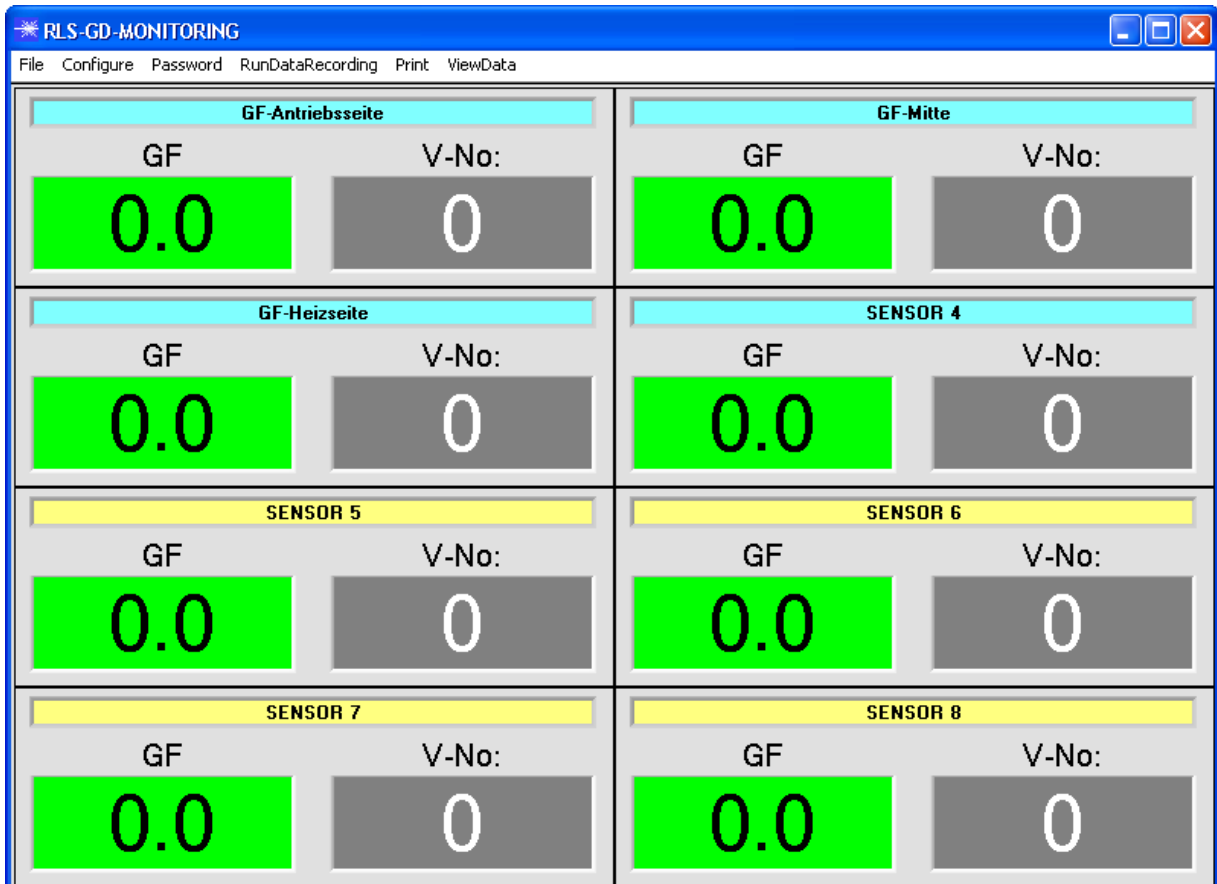 RLS-GD-MONITORING
File Configure Password RunDataRecording Print ViewData
GF-Antriebsseite
GF V-No:
0.0 0
GF-Mitte
GF V-No:
0.0 0
GF-Heizseite
GF V-No:
0.0 0
SENSOR 4
GF V-No:
0.0 0
SENSOR 5
GF V-No:
0.0 0
SENSOR 6
GF V-No:
0.0 0
SENSOR 7
GF V-No:
0.0 0
SENSOR 8
GF V-No:
0.0 0